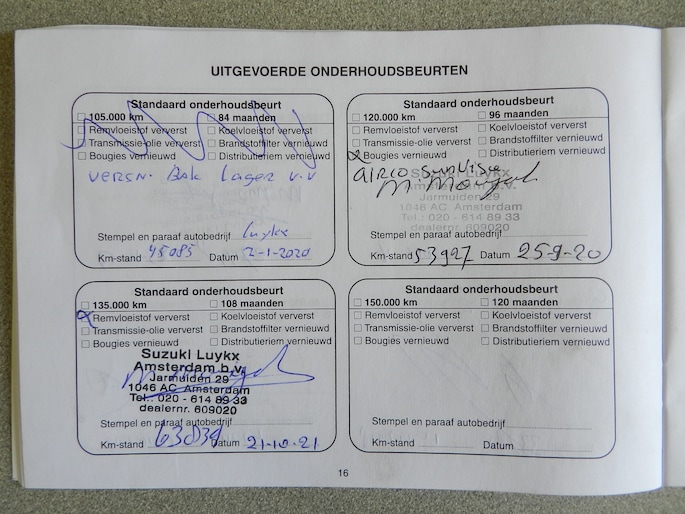 UITGEVOERDE ONDERHOUDSBEURTEN
Standaard onderhoudsbeurt
105.000 km 84 maanden
Remvloeistof ververst Koelvloeistof ververst
Transmissie-olie ververst Brandstoffilter vernieuwd
Bougies vernieuwd Distributieriem vernieuwd
versn. Bak Lager v.v
Stempel en paraaf autobedrijf Luykx
Km-stand 45085 Datum 2-1-2020
Standaard onderhoudsbeurt
120.000 km 96 maanden
Remvloeistof ververst Koelvloeistof ververst
Transmissie-olie ververst Brandstoffilter vernieuwd
Bougies vernieuwd Distributieriem vernieuwd
airco
Suzuki Luykx
Amsterdam b.v.
Jarmuiden 29
1046 AC Amsterdam
Tel.: 020 - 614 89 33
dealernr. 609020
Stempel en paraaf autobedrijf
Km-stand 53927 Datum 25-9-20
Standaard onderhoudsbeurt
135.000 km 108 maanden
Remvloeistof ververst Koelvloeistof ververst
Transmissie-olie ververst Brandstoffilter vernieuwd
Bougies vernieuwd Distributieriem vernieuwd
Suzuki Luykx
Amsterdam b.v.
Jarmuiden 29
1046 AC Amsterdam
Tel.: 020 - 614 89 33
dealernr. 609020
Stempel en paraaf autobedrijf
Km-stand 63839 Datum 21-10-21
Standaard onderhoudsbeurt
150.000 km 120 maanden
Remvloeistof ververst Koelvloeistof ververst
Transmissie-olie ververst Brandstoffilter vernieuwd
Bougies vernieuwd Distributieriem vernieuwd
Stempel en paraaf autobedrijf
Km-stand Datum
16